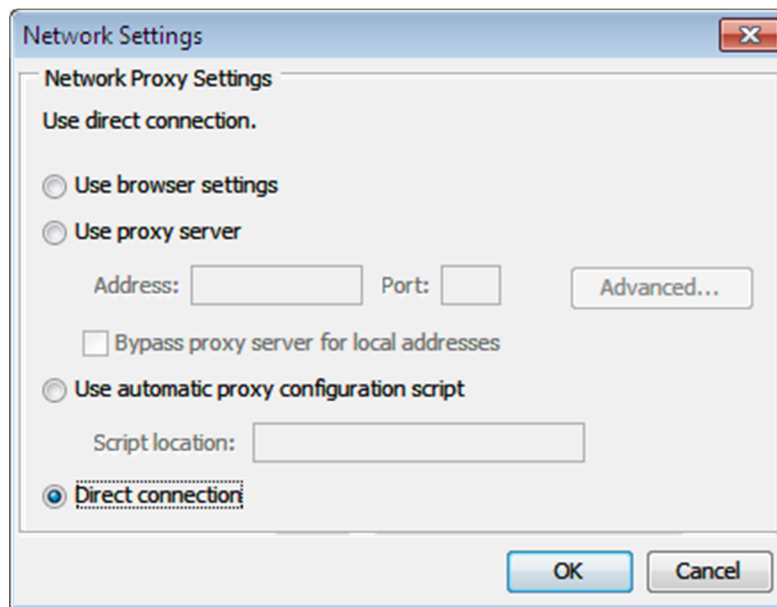 Network Settings
Network Proxy Settings
Use direct connection.
Use browser settings
Use proxy server
Address: Port: Advanced...
Bypass proxy server for local addresses
Use automatic proxy configuration script
Script location:
Direct connection
OK Cancel